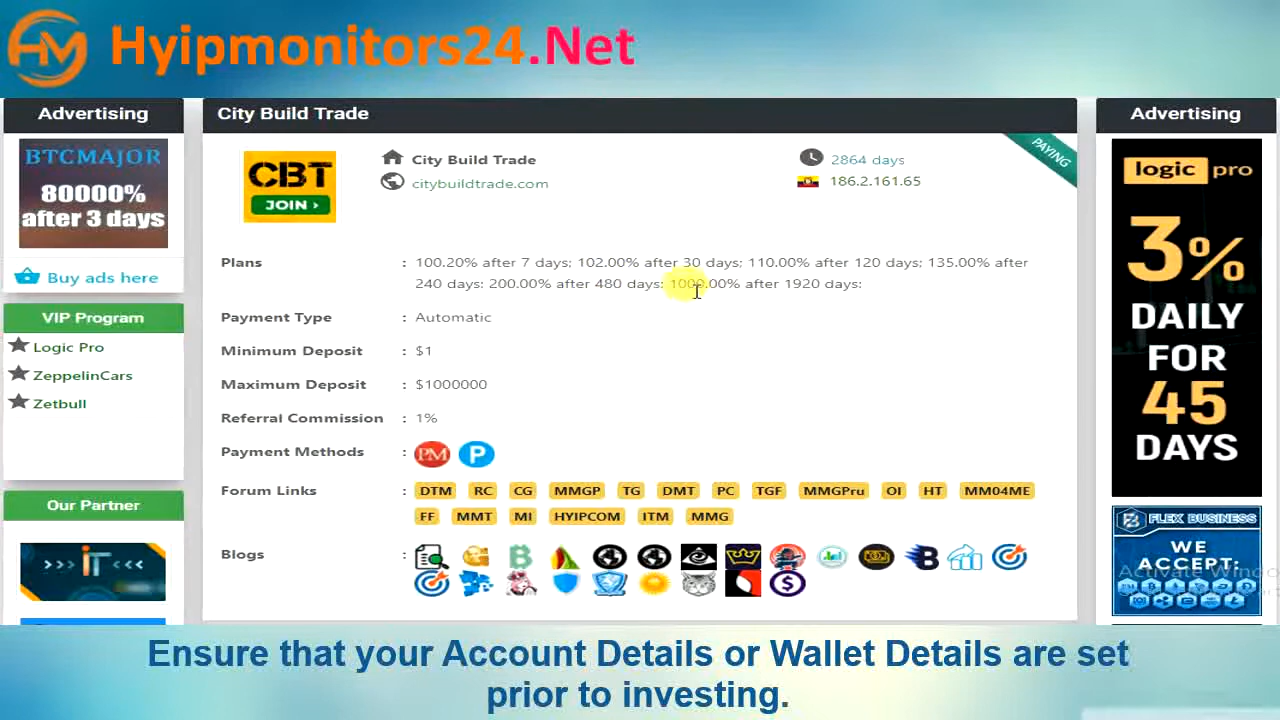 HM Hyipmonitors24.Net
Advertising
BTCMAJOR
80000%
after 3 days
Buy ads here
VIP Program
Logic Pro
ZeppelinCars
Zetbull
Our Partner
>>> iT <<<
City Build Trade
CBT
JOIN ›
City Build Trade
citybuildtrade.com
2864 days
186.2.161.65
PAYING
Plans : 100.20% after 7 days; 102.00% after 30 days; 110.00% after 120 days; 135.00% after
240 days: 200.00% after 480 days: 1000.00% after 1920 days:
Payment Type : Automatic
Minimum Deposit : $1
Maximum Deposit : $1000000
Referral Commission : 1%
Payment Methods : PM P
Forum Links : DTM RC CG MMGP TG DMT PC TGF MMGPru OI HT MM04ME
FF MMT MI HYIPCOM ITM MMG
Blogs :
Advertising
logic pro
3%
DAILY
FOR
45
DAYS
FLEX BUSINESS
WE
ACCEPT:
Ensure that your Account Details or Wallet Details are set
prior to investing.